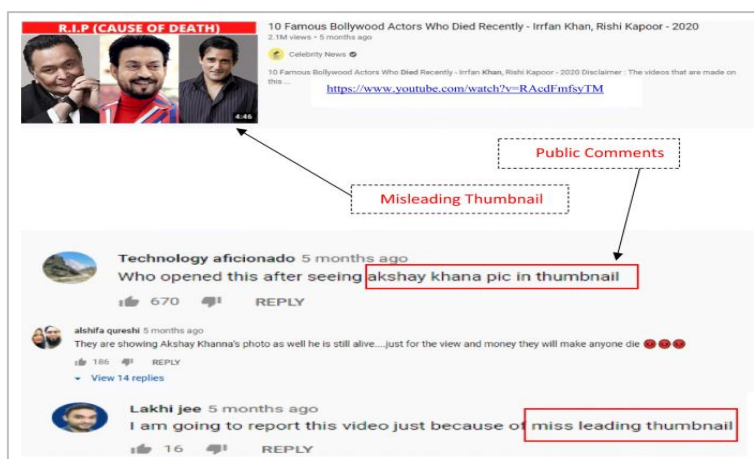 R.I.P (CAUSE OF DEATH)
4:46
10 Famous Bollywood Actors Who Died Recently - Irrfan Khan, Rishi Kapoor - 2020
2.1M views • 5 months ago
Celebrity News
10 Famous Bollywood Actors Who Died Recently - Irrfan Khan, Rishi Kapoor - 2020 Disclaimer : The videos that are made on
this ...
https://www.youtube.com/watch?v=RAcdFmfsyTM
Public Comments
Misleading Thumbnail
Technology aficionado 5 months ago
Who opened this after seeing akshay khana pic in thumbnail
670 REPLY
alshifa qureshi 5 months ago
They are showing Akshay Khanna's photo as well he is still alive....just for the view and money they will make anyone die 😡😡😡
186 REPLY
View 14 replies
Lakhi jee 5 months ago
I am going to report this video just because of miss leading thumbnail
16 REPLY